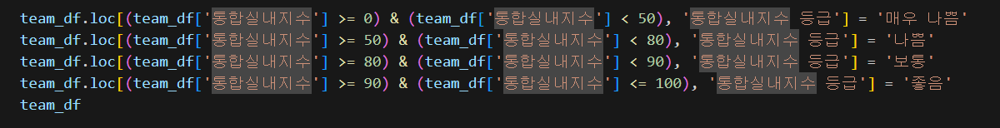 team_df.loc[(team_df['통합실내지수'] >= 0) & (team_df['통합실내지수'] < 50), '통합실내지수 등급'] = '매우 나쁨'
team_df.loc[(team_df['통합실내지수'] >= 50) & (team_df['통합실내지수'] < 80), '통합실내지수 등급'] = '나쁨'
team_df.loc[(team_df['통합실내지수'] >= 80) & (team_df['통합실내지수'] < 90), '통합실내지수 등급'] = '보통'
team_df.loc[(team_df['통합실내지수'] >= 90) & (team_df['통합실내지수'] <= 100), '통합실내지수 등급'] = '좋음'
team_df